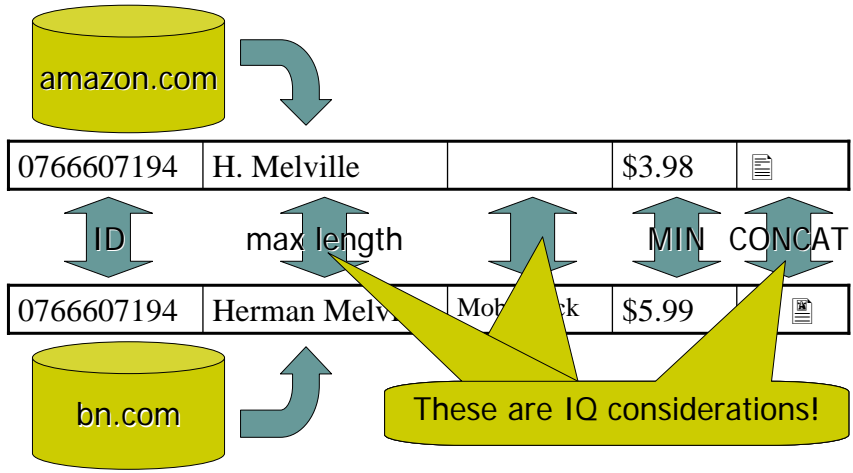 amazon.com
0766607194 H. Melville $3.98
ID max length MIN CONCAT
0766607194 Herman $5.99
bn.com
These are IQ considerations!